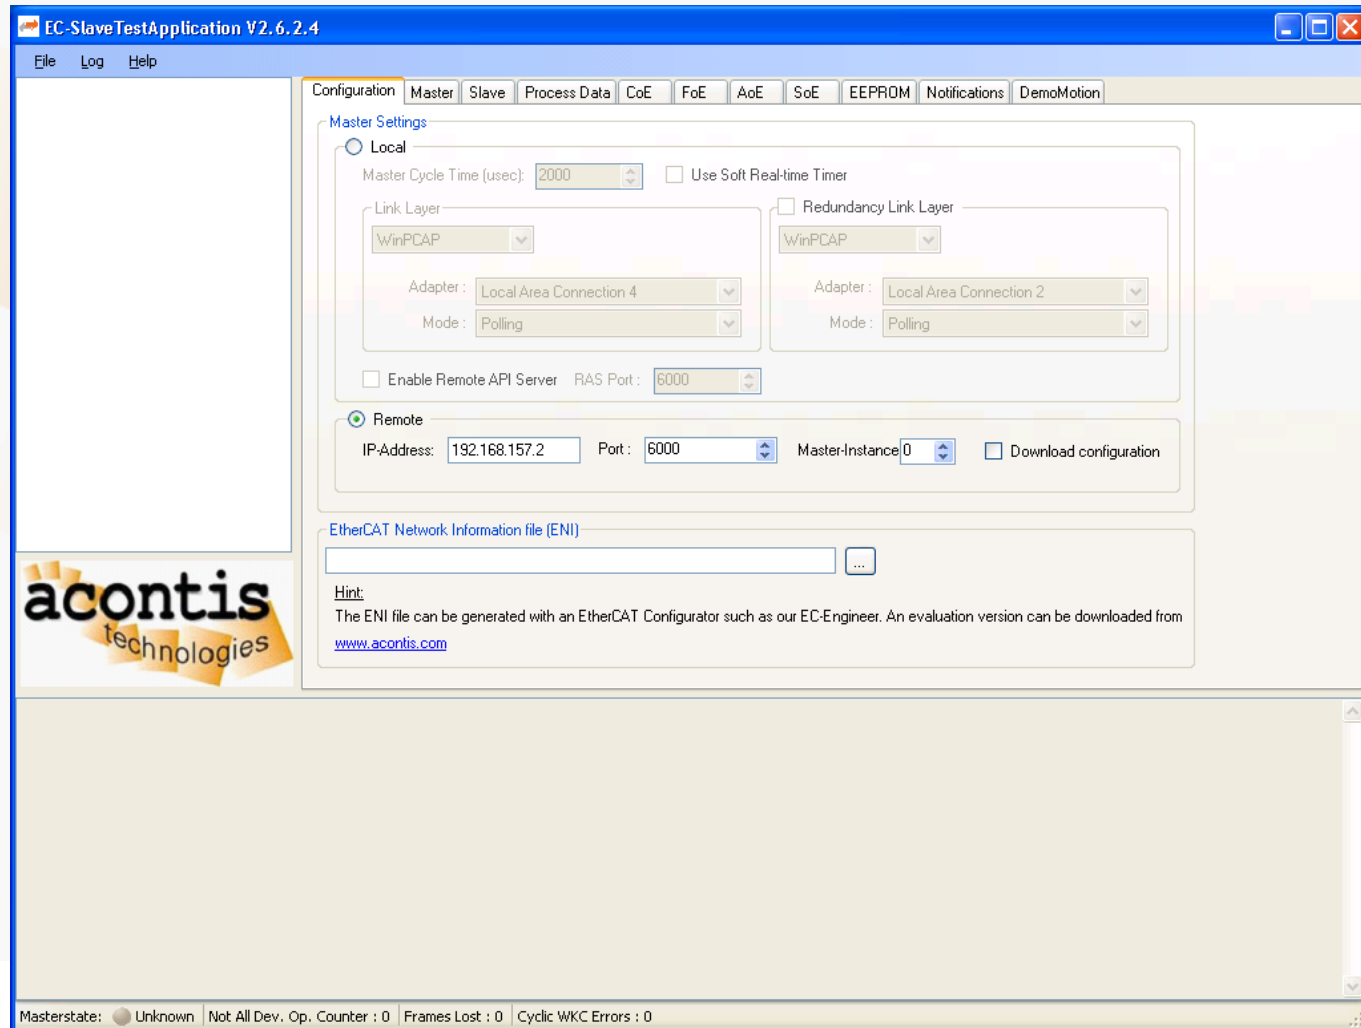 EC-SlaveTestApplication V2.6.2.4
File Log Help
Configuration Master Slave Process Data CoE FoE AoE SoE EEPROM Notifications DemoMotion
Master Settings
Local
Master Cycle Time (usec): 2000 Use Soft Real-time Timer
Link Layer Redundancy Link Layer
WinPCAP WinPCAP
Adapter : Local Area Connection 4 Adapter : Local Area Connection 2
Mode : Polling Mode : Polling
Enable Remote API Server RAS Port : 6000
Remote
IP-Address: 192.168.157.2 Port : 6000 Master-Instance 0 Download configuration
EtherCAT Network Information file (ENI)
...
Hint:
The ENI file can be generated with an EtherCAT Configurator such as our EC-Engineer. An evaluation version can be downloaded from
www.acontis.com
acontis
technologies
Masterstate: Unknown Not All Dev. Op. Counter : 0 Frames Lost : 0 Cyclic WKC Errors : 0